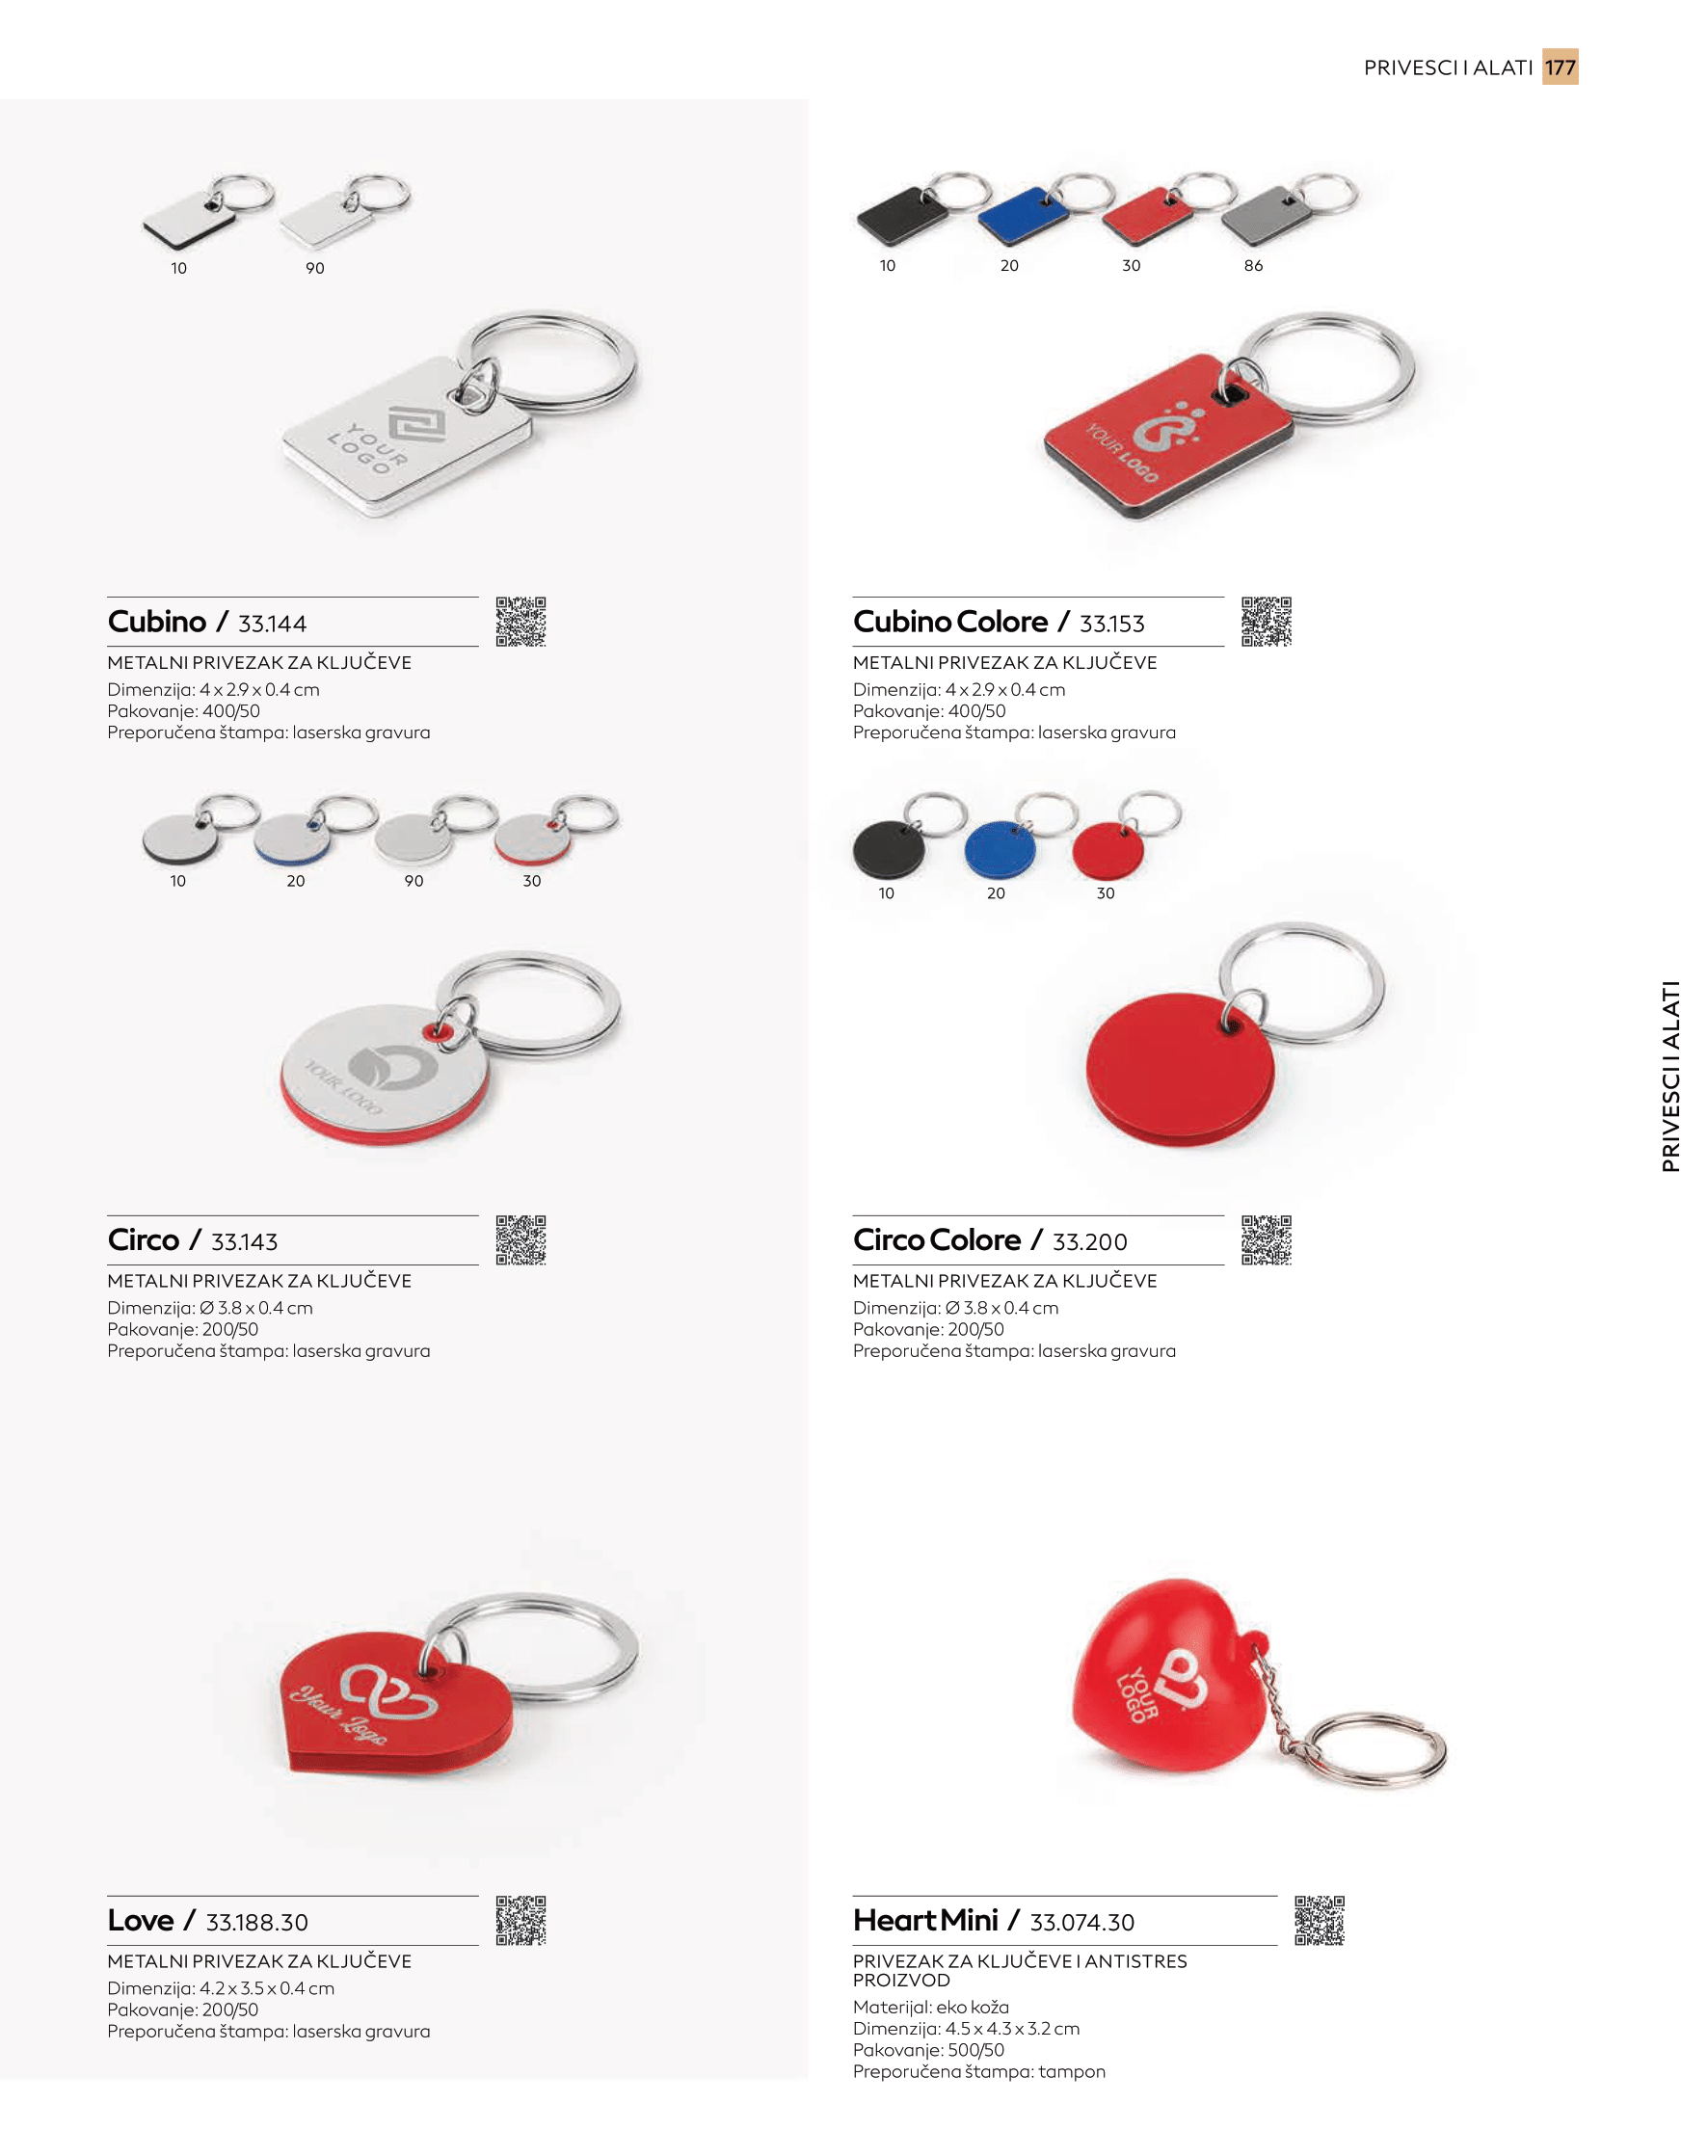 PRIVESCI I ALATI 177
10 90
YOUR
LOGO
Cubino / 33.144
METALNI PRIVEZAK ZA KLJUČEVE
Dimenzija: 4 x 2.9 x 0.4 cm
Pakovanje: 400/50
Preporučena štampa: laserska gravura
10 20 30 86
YOUR LOGO
Cubino Colore / 33.153
METALNI PRIVEZAK ZA KLJUČEVE
Dimenzija: 4 x 2.9 x 0.4 cm
Pakovanje: 400/50
Preporučena štampa: laserska gravura
10 20 90 30
YOUR LOGO
Circo / 33.143
METALNI PRIVEZAK ZA KLJUČEVE
Dimenzija: Ø 3.8 x 0.4 cm
Pakovanje: 200/50
Preporučena štampa: laserska gravura
10 20 30
Circo Colore / 33.200
METALNI PRIVEZAK ZA KLJUČEVE
Dimenzija: Ø 3.8 x 0.4 cm
Pakovanje: 200/50
Preporučena štampa: laserska gravura
PRIVESCI I ALATI
Your Logo
Love / 33.188.30
METALNI PRIVEZAK ZA KLJUČEVE
Dimenzija: 4.2 x 3.5 x 0.4 cm
Pakovanje: 200/50
Preporučena štampa: laserska gravura
YOUR
LOGO
Heart Mini / 33.074.30
PRIVEZAK ZA KLJUČEVE I ANTISTRES
PROIZVOD
Materijal: eko koža
Dimenzija: 4.5 x 4.3 x 3.2 cm
Pakovanje: 500/50
Preporučena štampa: tampon